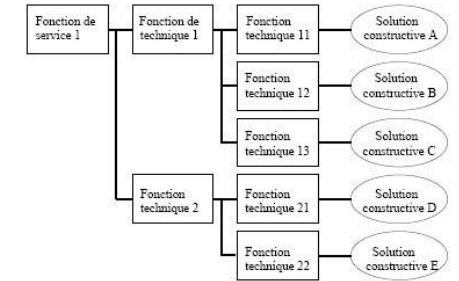 Fonction de
service 1
Fonction de
technique 1
Fonction
technique 11
Solution
constructive A
Fonction
technique 12
Solution
constructive B
Fonction
technique 13
Solution
constructive C
Fonction
technique 2
Fonction
technique 21
Solution
constructive D
Fonction
technique 22
Solution
constructive E